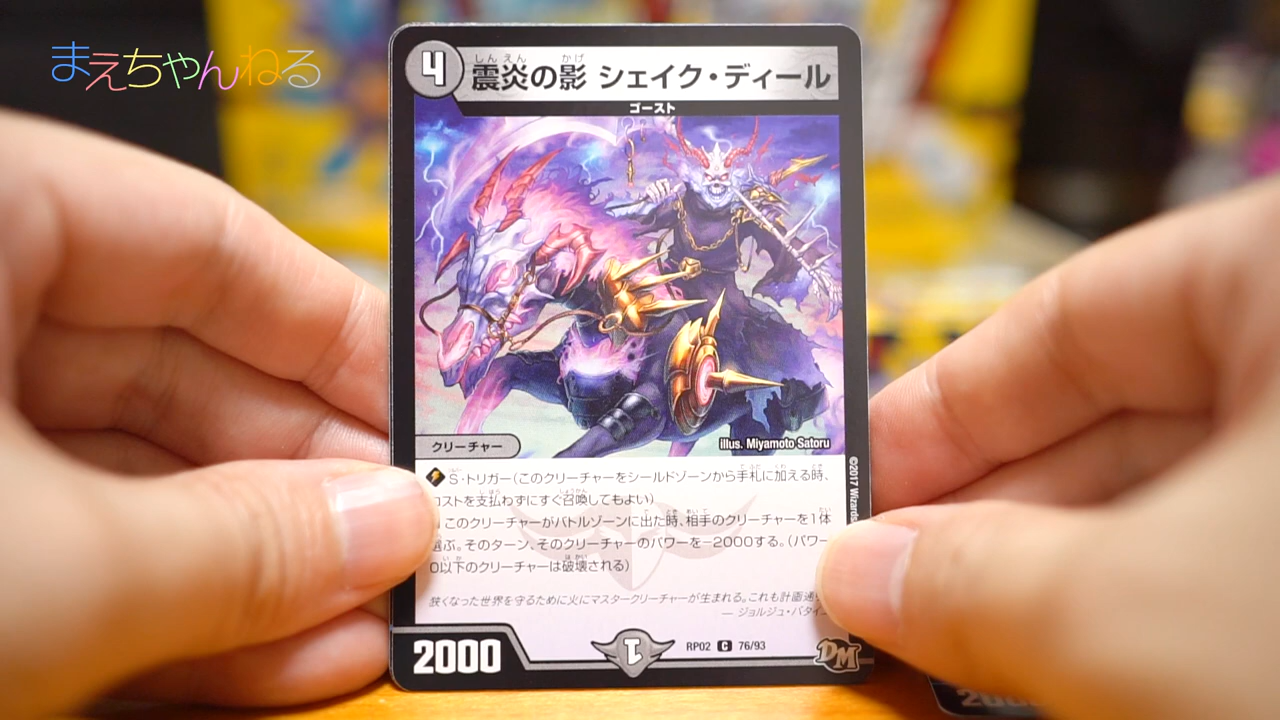 まえちゃんねる
4
しんえん かげ
震炎の影 シェイク・ディール
ゴースト
クリーチャー
illus. Miyamoto Satoru
S・トリガー(このクリーチャーをシールドゾーンから手札に加える時、
コストを支払わずにすぐ召喚してもよい)
このクリーチャーがバトルゾーンに出た時、相手のクリーチャーを1体
選ぶ。そのターン、そのクリーチャーのパワーを-2000する。(パワー
0以下のクリーチャーは破壊される)
狭くなった世界を守るために火にマスタークリーチャーが生まれる。これも計画通
― ジョルジュ・バタイ
©2017 Wizards
2000
1
RP02 C 76/93
DM
200